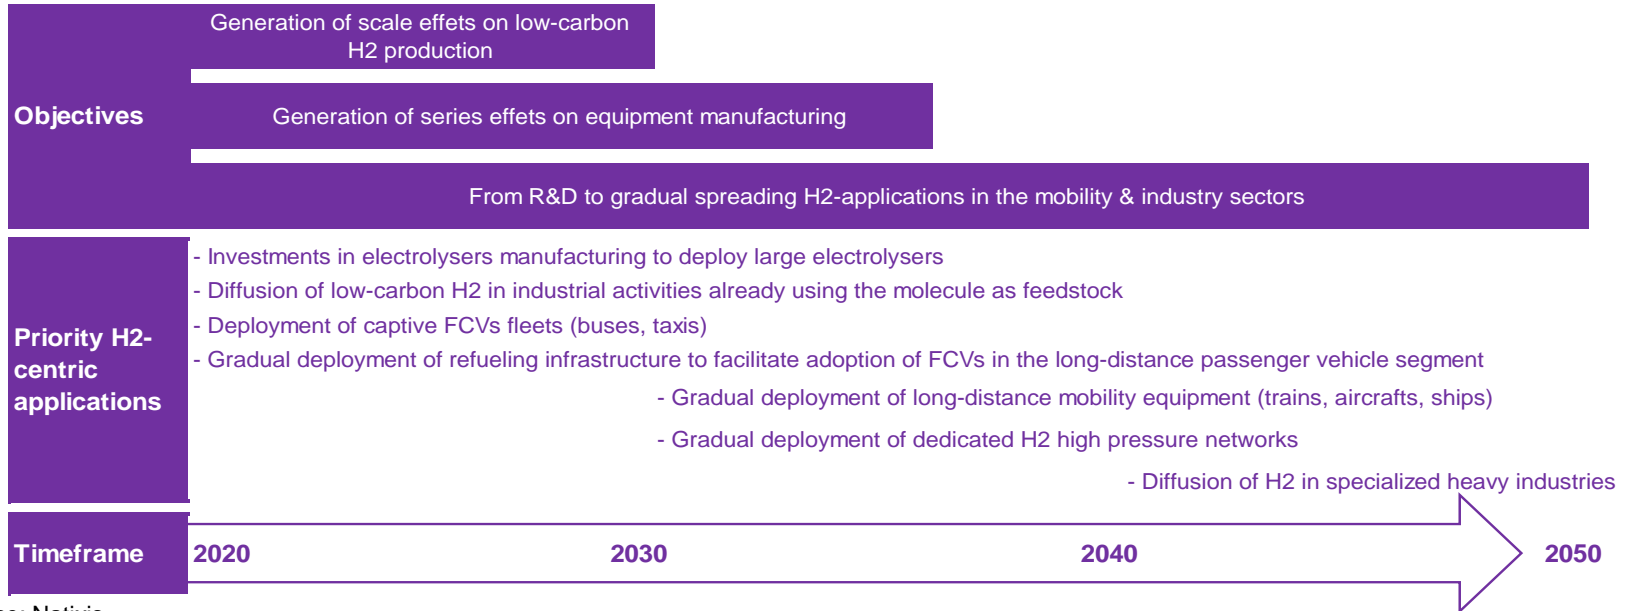 Generation of scale effets on low-carbon
H2 production
Objectives
Generation of series effets on equipment manufacturing
From R&D to gradual spreading H2-applications in the mobility & industry sectors
Priority H2-
centric
applications
- Investments in electrolysers manufacturing to deploy large electrolysers
- Diffusion of low-carbon H2 in industrial activities already using the molecule as feedstock
- Deployment of captive FCVs fleets (buses, taxis)
- Gradual deployment of refueling infrastructure to facilitate adoption of FCVs in the long-distance passenger vehicle segment
- Gradual deployment of long-distance mobility equipment (trains, aircrafts, ships)
- Gradual deployment of dedicated H2 high pressure networks
- Diffusion of H2 in specialized heavy industries
Timeframe 2020 2030 2040 2050